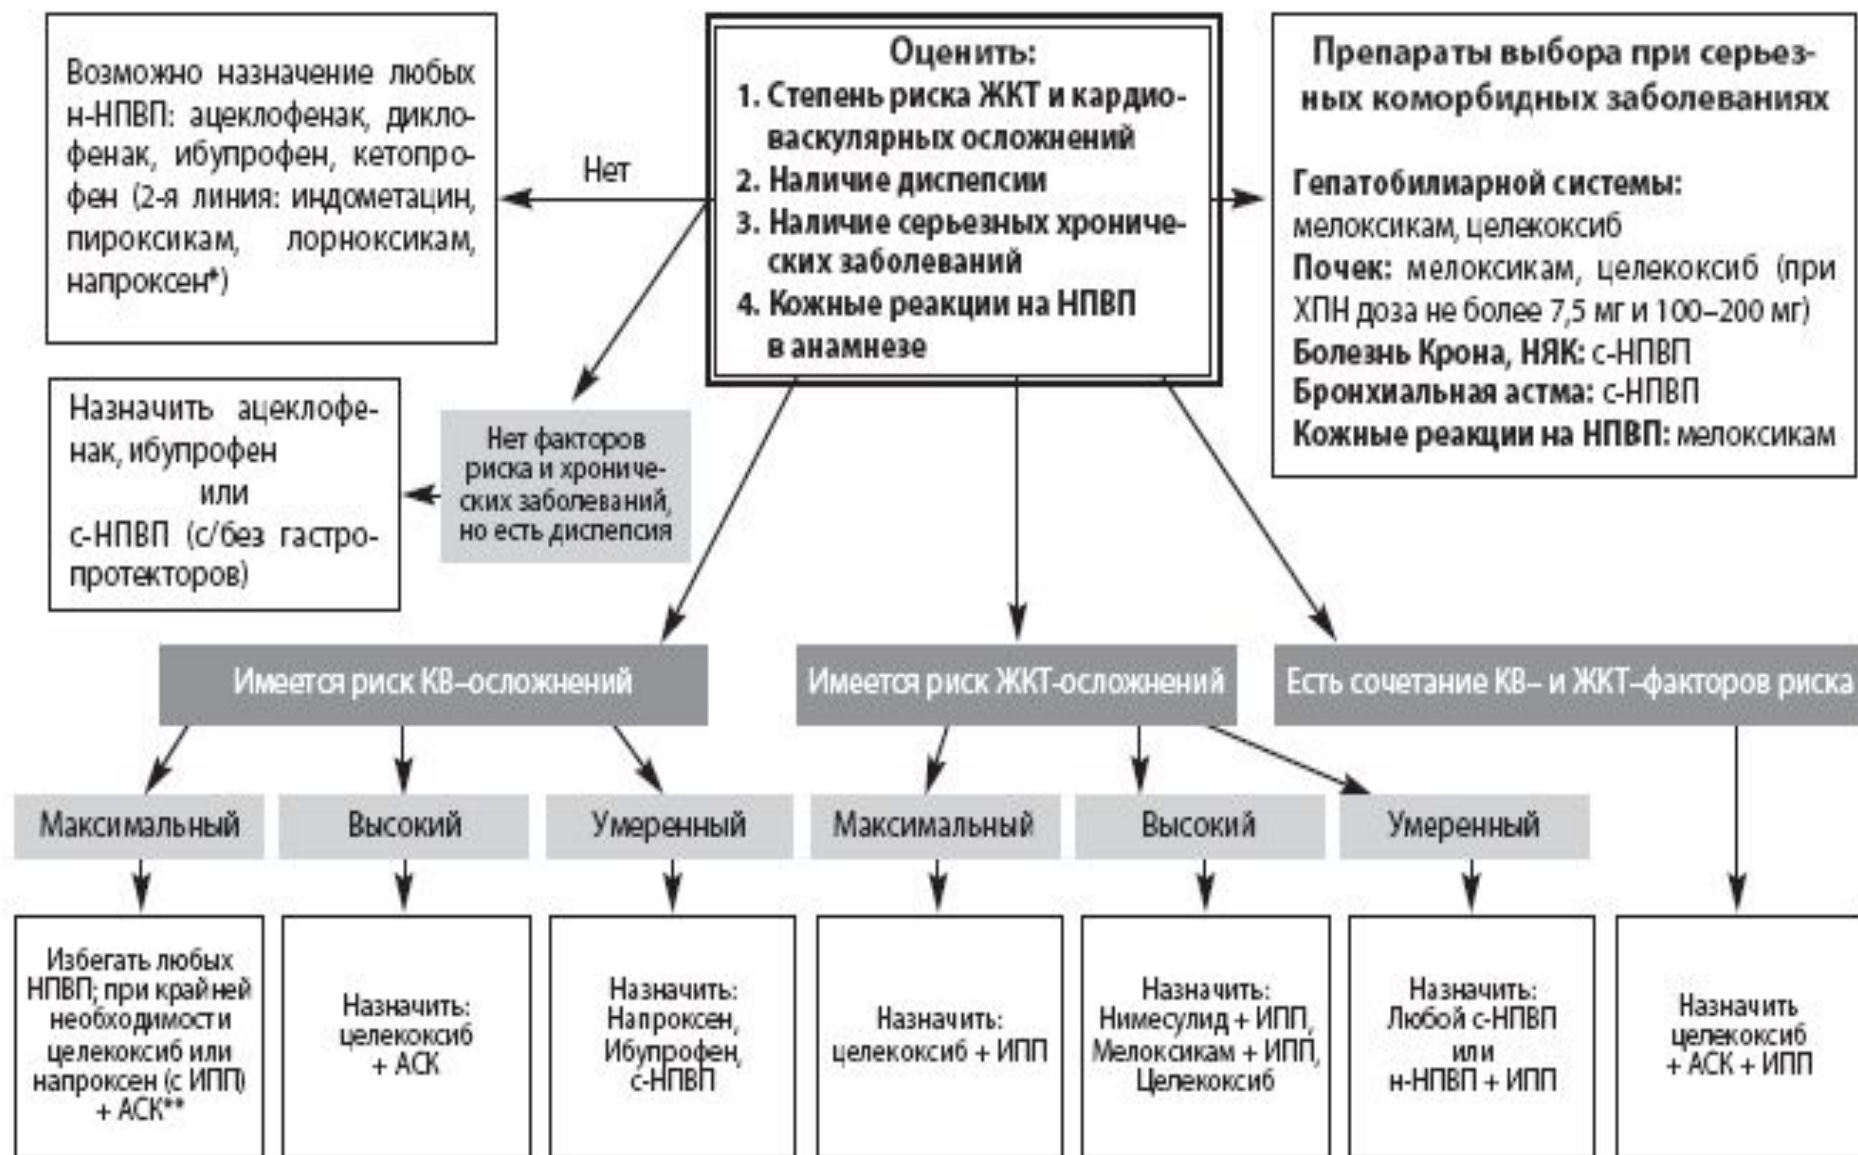 Возможно назначение любых
н-НПВП: ацеклофенак, дикло-
фенак, ибупрофен, кетопро-
фен (2-я линия: индометацин,
пироксикам, лорноксикам,
напроксен*)
Нет
Оценить:
1. Степень риска ЖКТ и кардио-
васкулярных осложнений
2. Наличие диспепсии
3. Наличие серьезных хрониче-
ских заболеваний
4. Кожные реакции на НПВП
в анамнезе
Препараты выбора при серьез-
ных коморбидных заболеваниях
Гепатобилиарной системы:
мелоксикам, целекоксиб
Почек: мелоксикам, целекоксиб (при
ХПН доза не более 7,5 мг и 100–200 мг)
Болезнь Крона, НЯК: с-НПВП
Бронхиальная астма: с-НПВП
Кожные реакции на НПВП: мелоксикам
Назначить ацеклофе-
нак, ибупрофен
или
с-НПВП (с/без гастро-
протекторов)
Нет факторов
риска и хрониче-
ских заболеваний,
но есть диспепсия
Имеется риск КВ–осложнений
Имеется риск ЖКТ-осложнений
Есть сочетание КВ– и ЖКТ–факторов риска
Максимальный
Высокий
Умеренный
Максимальный
Высокий
Умеренный
Избегать любых
НПВП; при крайней
необходимости
целекоксиб или
напроксен (с ИПП)
+ АСК**
Назначить:
целекоксиб
+ АСК
Назначить:
Напроксен,
Ибупрофен,
с-НПВП
Назначить:
целекоксиб + ИПП
Назначить:
Нимесулид + ИПП,
Мелоксикам + ИПП,
Целекоксиб
Назначить:
Любой с-НПВП
или
н-НПВП + ИПП
Назначить
целекоксиб
+ АСК + ИПП